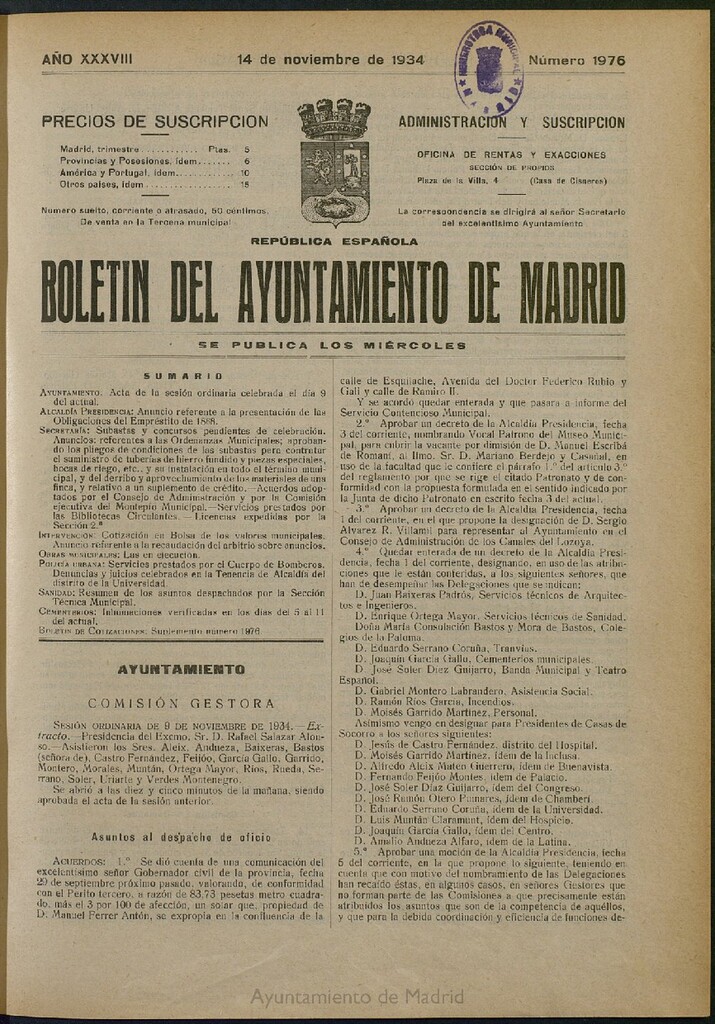 AÑO XXXVIII
14 de noviembre de 1934
Número 1976
PRECIOS DE SUSCRIPCION
Madrid, trimestre ........... Ptas. 5
Provincias y Posesiones, ídem....... 6
América y Portugal, ídem............ 10
Otros países, ídem.................. 15
Número suelto, corriente o atrasado, 50 céntimos.
De venta en la Tercena municipal
ADMINISTRACION Y SUSCRIPCION
OFICINA DE RENTAS Y EXACCIONES
SECCIÓN DE PROPIOS
Plaza de la Villa, 4 (Casa de Cisneros)
La correspondencia se dirigirá al señor Secretario
del excelentísimo Ayuntamiento
REPÚBLICA ESPAÑOLA
BOLETIN DEL AYUNTAMIENTO DE MADRID
SE PUBLICA LOS MIÉRCOLES
SUMARIO
AYUNTAMIENTO: Acta de la sesión ordinaria celebrada el día 9
del actual.
ALCALDÍA PRESIDENCIA: Anuncio referente a la presentación de las
Obligaciones del Empréstito de 1868.
SECRETARÍA: Subastas y concursos pendientes de celebración.
Anuncios: referentes a las Ordenanzas Municipales; aproban-
do los pliegos de condiciones de las subastas para contratar
el suministro de tuberías de hierro fundido y piezas especiales,
bocas de riego, etc., y su instalación en todo el término muni-
cipal, y del derribo y aprovechamiento de los materiales de una
finca, y relativo a un suplemento de crédito.—Acuerdos adop-
tados por el Consejo de Administración y por la Comisión
ejecutiva del Montepío Municipal.—Servicios prestados por
las Bibliotecas Circulantes.—Licencias expedidas por la
Sección 2.ª
INTERVENCIÓN: Cotización en Bolsa de los valores municipales.
Anuncio referente a la recaudación del arbitrio sobre anuncios.
OBRAS MUNICIPALES: Las en ejecución.
POLICÍA URBANA: Servicios prestados por el Cuerpo de Bomberos.
Denuncias y juicios celebrados en la Tenencia de Alcaldía del
distrito de la Universidad.
SANIDAD: Resumen de los asuntos despachados por la Sección
Técnica Municipal.
CEMENTERIOS: Inhumaciones verificadas en los días del 5 al 11
del actual.
BOLETÍN DE COTIZACIONES: Suplemento número 1976
AYUNTAMIENTO
COMISIÓN GESTORA
SESIÓN ORDINARIA DE 9 DE NOVIEMBRE DE 1934.—Ex-
tracto.—Presidencia del Excmo. Sr. D. Rafael Salazar Alon-
so.—Asistieron los Sres. Aleix, Andueza, Baixeras, Bastos
(señora de), Castro Fernández, Feijóo, García Gallo, Garrido,
Montero, Morales, Muntán, Ortega Mayor, Ríos, Rueda, Se-
rrano, Soler, Uriarte y Verdes Montenegro.
Se abrió a las diez y cinco minutos de la mañana, siendo
aprobada el acta de la sesión anterior.
Asuntos al despacho de oficio
ACUERDOS: 1.º Se dió cuenta de una comunicación del
excelentísimo señor Gobernador civil de la provincia, fecha
29 de septiembre próximo pasado, valorando, de conformidad
con el Perito tercero, a razón de 83,73 pesetas metro cuadra-
do, más el 3 por 100 de afección, un solar que, propiedad de
D. Manuel Ferrer Antón, se expropia en la confluencia de la
calle de Esquilache, Avenida del Doctor Federico Rubio y
Galí y calle de Ramiro II.
Y se acordó quedar enterada y que pasara a informe del
Servicio Contencioso Municipal.
2.º Aprobar un decreto de la Alcaldía Presidencia, fecha
3 del corriente, nombrando Vocal Patrono del Museo Munici-
pal, para cubrir la vacante por dimisión de D. Manuel Escribá
de Romaní, al Ilmo. Sr. D. Mariano Berdejo y Casañal, en
uso de la facultad que le confiere el párrafo 1.º del artículo 3.º
del reglamento por que se rige el citado Patronato y de con-
formidad con la propuesta formulada en el sentido indicado por
la Junta de dicho Patronato en escrito fecha 3 del actual.
3.º Aprobar un decreto de la Alcaldía Presidencia, fecha
1 del corriente, en el que propone la designación de D. Sergio
Alvarez R. Villamil para representar al Ayuntamiento en el
Consejo de Administración de los Canales del Lozoya.
4.º Quedar enterada de un decreto de la Alcaldía Presi-
dencia, fecha 1 del corriente, designando, en uso de las atribu-
ciones que le están conferidas, a los siguientes señores, que
han de desempeñar las Delegaciones que se indican:
D. Juan Baixeras Padrós, Servicios técnicos de Arquitec-
tos e Ingenieros.
D. Enrique Ortega Mayor, Servicios técnicos de Sanidad.
Doña María Consulación Bastos y Mora de Bastos, Cole-
gios de la Paloma.
D. Eduardo Serrano Coruña, Tranvías.
D. Joaquín García Gallo, Cementerios municipales.
D. José Soler Díez Guijarro, Banda Municipal y Teatro
Español.
D. Gabriel Montero Labrandero, Asistencia Social.
D. Ramón Ríos García, Incendios.
D. Moisés Garrido Martínez, Personal.
Asimismo vengo en designar para Presidentes de Casas de
Socorro a los señores siguientes:
D. Jesús de Castro Fernández, distrito del Hospital.
D. Moisés Garrido Martínez, ídem de la Inclusa.
D. Alfredo Aleix Mateo Guerrero, ídem de Buenavista.
D. Fernando Feijóo Montes, ídem de Palacio.
D. José Soler Díaz Guijarro, ídem del Congreso.
D. José Ramón Otero Pumares, ídem de Chamberí.
D. Eduardo Serrano Coruña, ídem de la Universidad.
D. Luis Muntán Claramunt, ídem del Hospicio.
D. Joaquín García Gallo, ídem del Centro.
D. Amalio Andueza Alfaro, ídem de la Latina.
5.º Aprobar una moción de la Alcaldía Presidencia, fecha
5 del corriente, en la que propone lo siguiente, teniendo en
cuenta que con motivo del nombramiento de las Delegaciones
han recaído éstas, en algunos casos, en señores Gestores que
no forman parte de las Comisiones a que precisamente están
atribuídos los asuntos que son de la competencia de aquéllos,
y que para la debida coordinación y eficiencia de funciones de-
Ayuntamiento de Madrid